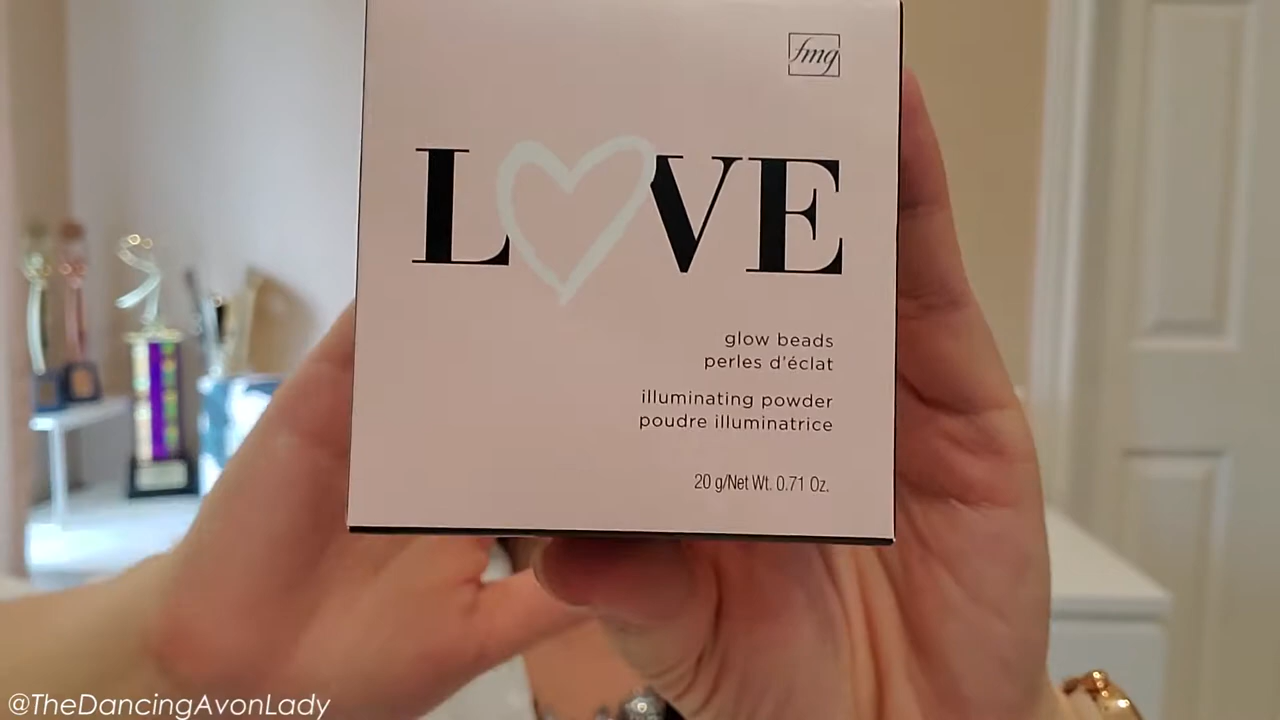 fmg
LOVE
glow beads
perles d'éclat
illuminating powder
poudre illuminatrice
20 g/Net Wt. 0.71 Oz.
@TheDancingAvonLady